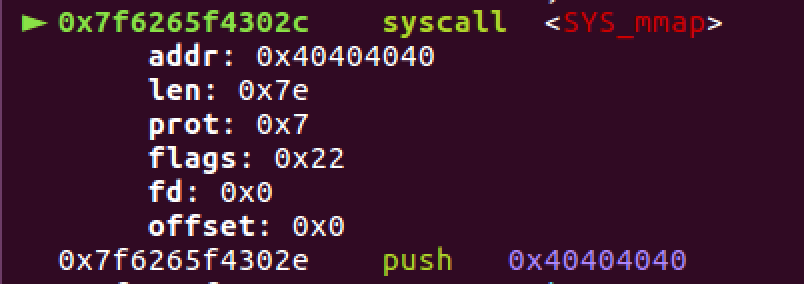 ► 0x7f6265f4302c syscall <SYS_mmap>
addr: 0x40404040
len: 0x7e
prot: 0x7
flags: 0x22
fd: 0x0
offset: 0x0
0x7f6265f4302e push 0x40404040